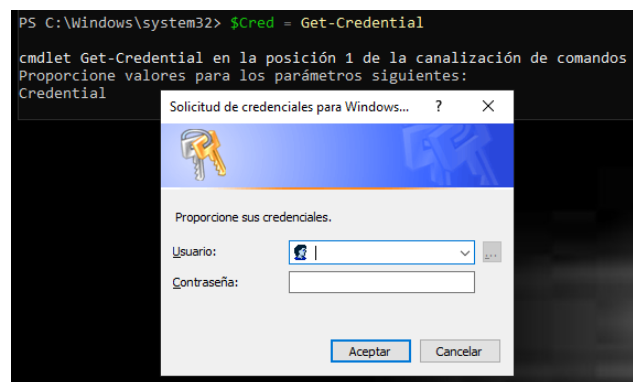 PS C:\Windows\system32> $Cred = Get-Credential
cmdlet Get-Credential en la posición 1 de la canalización de comandos
Proporcione valores para los parámetros siguientes:
Credential
Solicitud de credenciales para Windows... ? X
Proporcione sus credenciales.
Usuario:
...
Contraseña:
Aceptar Cancelar